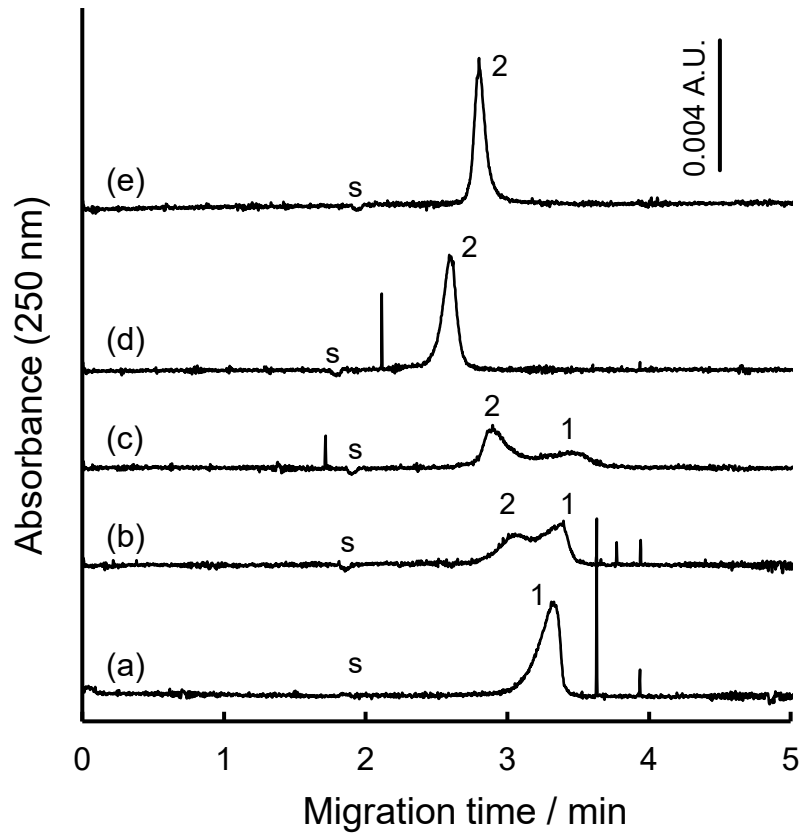 0.004 A.U.
2
(e)
s
2
(d)
s
2
1
(c)
s
2
1
(b)
s
1
(a)
s
Absorbance (250 nm)
0 1 2 3 4 5
Migration time / min